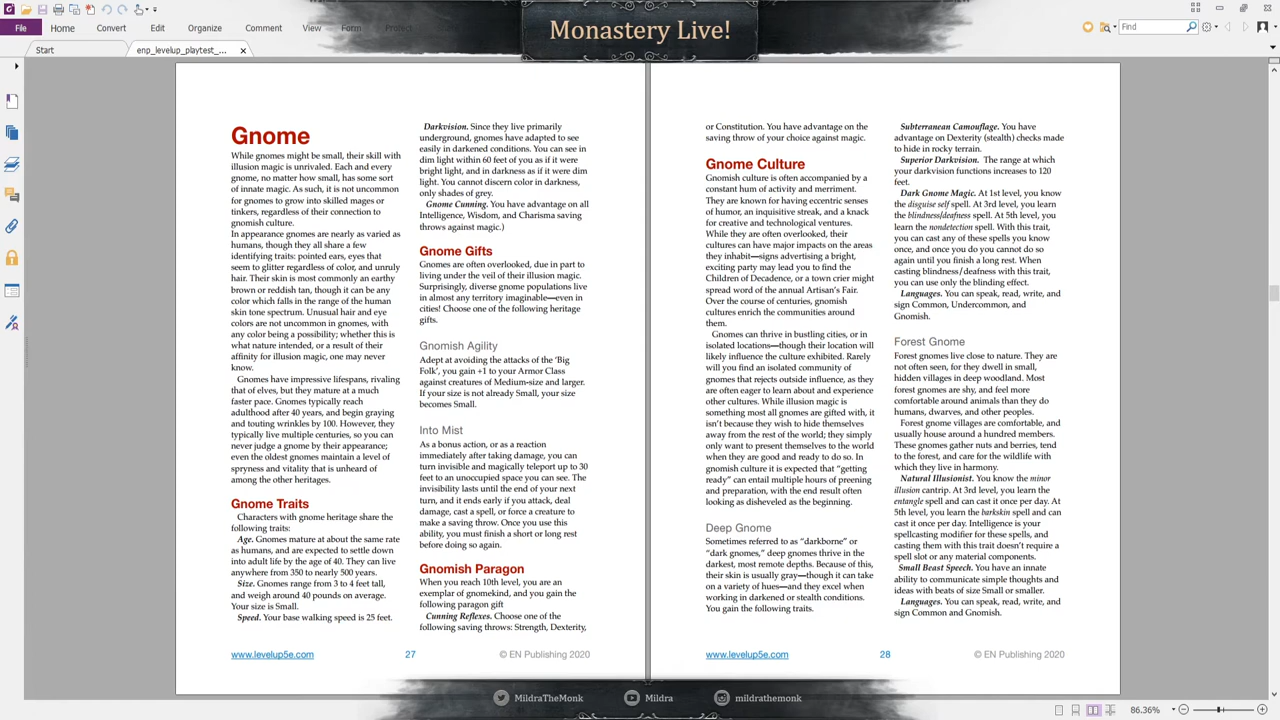 Monastery Live!
File Home Convert Edit Organize Comment View Form Protect
Find
Start enp_levelup_playtest_...
Gnome
While gnomes might be small, their skill with
illusion magic is unrivaled. Each and every
gnome, no matter how small, has some sort
of innate magic. As such, it is not uncommon
for gnomes to grow into skilled mages or
tinkers, regardless of their connection to
gnomish culture.
In appearance gnomes are nearly as varied as
humans, though they all share a few
identifying traits: pointed ears, eyes that
seem to glitter regardless of color, and unruly
hair. Their skin is most commonly an earthy
brown or reddish tan, though it can be any
color which falls in the range of the human
skin tone spectrum. Unusual hair and eye
colors are not uncommon in gnomes, with
any color being a possibility; whether this is
what nature intended, or a result of their
affinity for illusion magic, one may never
know.
Gnomes have impressive lifespans, rivaling
that of elves, but they mature at a much
faster pace. Gnomes typically reach
adulthood after 40 years, and begin graying
and touting wrinkles by 100. However, they
typically live multiple centuries, so you can
never judge a gnome by their appearance;
even the oldest gnomes maintain a level of
spryness and vitality that is unheard of
among the other heritages.
Gnome Traits
Characters with gnome heritage share the
following traits:
Age. Gnomes mature at about the same rate
as humans, and are expected to settle down
into adult life by the age of 40. They can live
anywhere from 350 to nearly 500 years.
Size. Gnomes range from 3 to 4 feet tall,
and weigh around 40 pounds on average.
Your size is Small.
Speed. Your base walking speed is 25 feet.
Darkvision. Since they live primarily
underground, gnomes have adapted to see
easily in darkened conditions. You can see in
dim light within 60 feet of you as if it were
bright light, and in darkness as if it were dim
light. You cannot discern color in darkness,
only shades of grey.
Gnome Cunning. You have advantage on all
Intelligence, Wisdom, and Charisma saving
throws against magic.)
Gnome Gifts
Gnomes are often overlooked, due in part to
living under the veil of their illusion magic.
Surprisingly, diverse gnome populations live
in almost any territory imaginable—even in
cities! Choose one of the following heritage
gifts.
Gnomish Agility
Adept at avoiding the attacks of the 'Big
Folk', you gain +1 to your Armor Class
against creatures of Medium-size and larger.
If your size is not already Small, your size
becomes Small.
Into Mist
As a bonus action, or as a reaction
immediately after taking damage, you can
turn invisible and magically teleport up to 30
feet to an unoccupied space you can see. The
invisibility lasts until the end of your next
turn, and it ends early if you attack, deal
damage, cast a spell, or force a creature to
make a saving throw. Once you use this
ability, you must finish a short or long rest
before doing so again.
Gnomish Paragon
When you reach 10th level, you are an
exemplar of gnomekind, and you gain the
following paragon gift
Cunning Reflexes. Choose one of the
following saving throws: Strength, Dexterity,
www.levelup5e.com 27 © EN Publishing 2020
or Constitution. You have advantage on the
saving throw of your choice against magic.
Gnome Culture
Gnomish culture is often accompanied by a
constant hum of activity and merriment.
They are known for having eccentric senses
of humor, an inquisitive streak, and a knack
for creative and technological ventures.
While they are often overlooked, their
cultures can have major impacts on the areas
they inhabit—signs advertising a bright,
exciting party may lead you to find the
Children of Decadence, or a town crier might
spread word of the annual Artisan's Fair.
Over the course of centuries, gnomish
cultures enrich the communities around
them.
Gnomes can thrive in bustling cities, or in
isolated locations—though their location will
likely influence the culture exhibited. Rarely
will you find an isolated community of
gnomes that rejects outside influence, as they
are often eager to learn about and experience
other cultures. While illusion magic is
something most all gnomes are gifted with, it
isn't because they wish to hide themselves
away from the rest of the world; they simply
only want to present themselves to the world
when they are good and ready to do so. In
gnomish culture it is expected that "getting
ready" can entail multiple hours of preening
and preparation, with the end result often
looking as disheveled as the beginning.
Deep Gnome
Sometimes referred to as "darkborne" or
"dark gnomes," deep gnomes thrive in the
darkest, most remote depths. Because of this,
their skin is usually gray—though it can take
on a variety of hues—and they excel when
working in darkened or stealth conditions.
You gain the following traits.
Subterranean Camouflage. You have
advantage on Dexterity (stealth) checks made
to hide in rocky terrain.
Superior Darkvision. The range at which
your darkvision functions increases to 120
feet.
Dark Gnome Magic. At 1st level, you know
the disguise self spell. At 3rd level, you learn
the blindness/deafness spell. At 5th level, you
learn the nondetection spell. With this trait,
you can cast any of these spells you know
once, and once you do you cannot do so
again until you finish a long rest. When
casting blindness/deafness with this trait,
you can use only the blinding effect.
Languages. You can speak, read, write, and
sign Common, Undercommon, and
Gnomish.
Forest Gnome
Forest gnomes live close to nature. They are
not often seen, for they dwell in small,
hidden villages in deep woodland. Most
forest gnomes are shy, and feel more
comfortable around animals than they do
humans, dwarves, and other peoples.
Forest gnome villages are comfortable, and
usually house around a hundred members.
These gnomes gather nuts and berries, tend
to the forest, and care for the wildlife with
which they live in harmony.
Natural Illusionist. You know the minor
illusion cantrip. At 3rd level, you learn the
entangle spell and can cast it once per day. At
5th level, you learn the barkskin spell and can
cast it once per day. Intelligence is your
spellcasting modifier for these spells, and
casting them with this trait doesn't require a
spell slot or any material components.
Small Beast Speech. You have an innate
ability to communicate simple thoughts and
ideas with beats of size Small or smaller.
Languages. You can speak, read, write, and
sign Common and Gnomish.
www.levelup5e.com 28 © EN Publishing 2020
MildraTheMonk Mildra mildrathemonk
86.36%